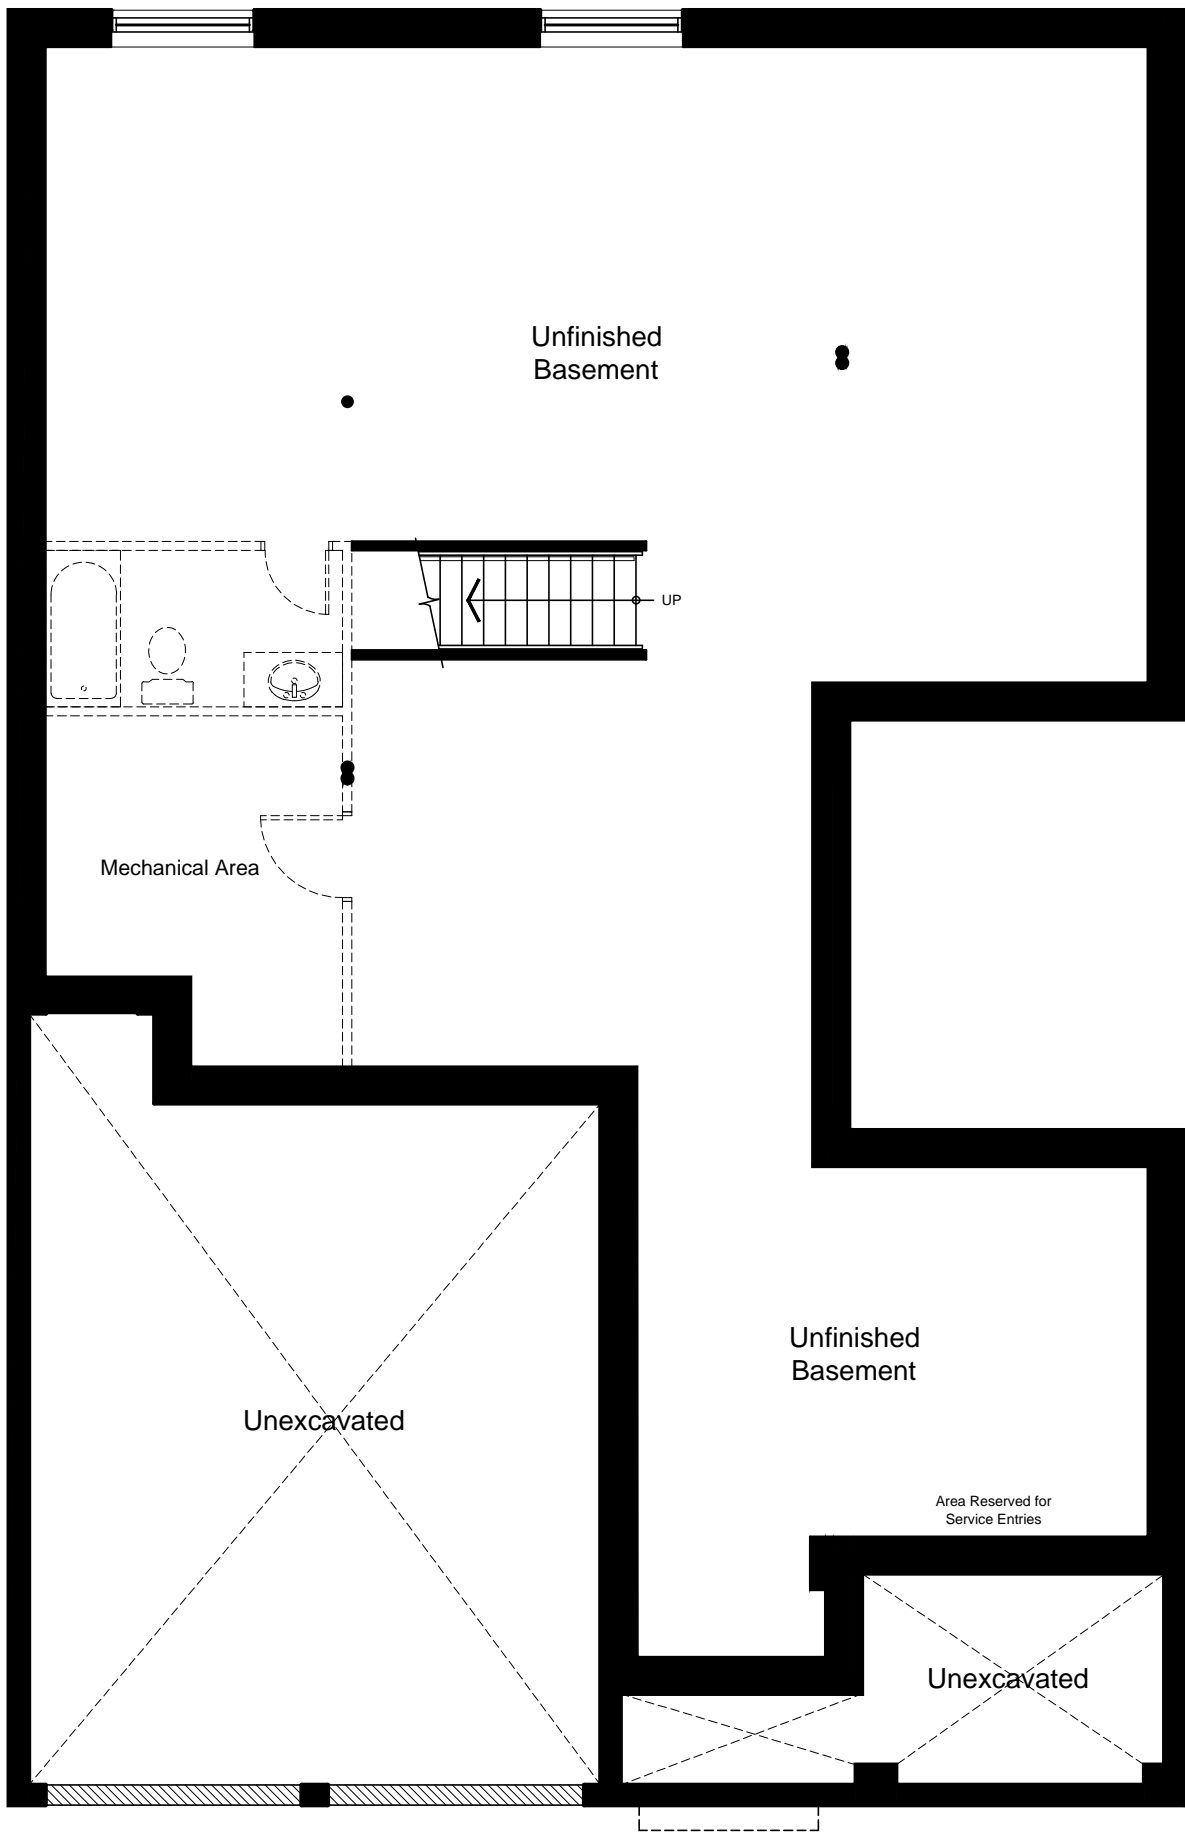 Unfinished
Basement
UP
Mechanical Area
Unfinished
Basement
Unexcavated
Area Reserved for
Service Entries
Unexcavated